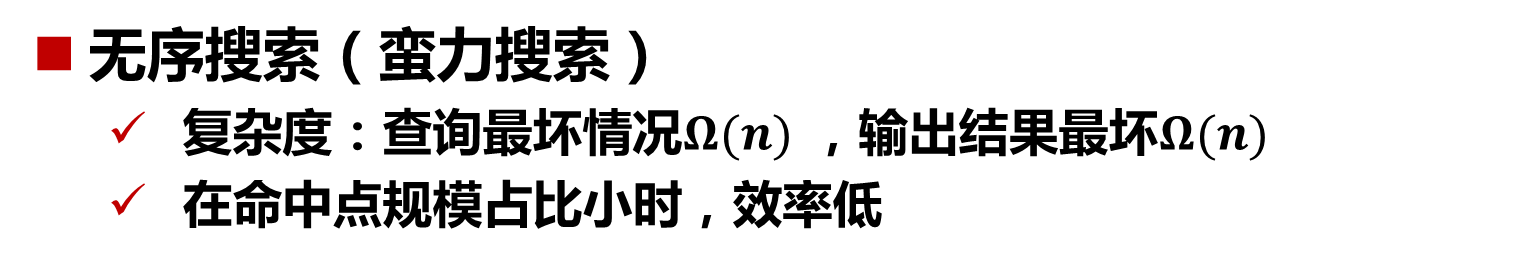 无序搜索（蛮力搜索）
复杂度：查询最坏情况Ω(n)，输出结果最坏Ω(n)
在命中点规模占比小时，效率低